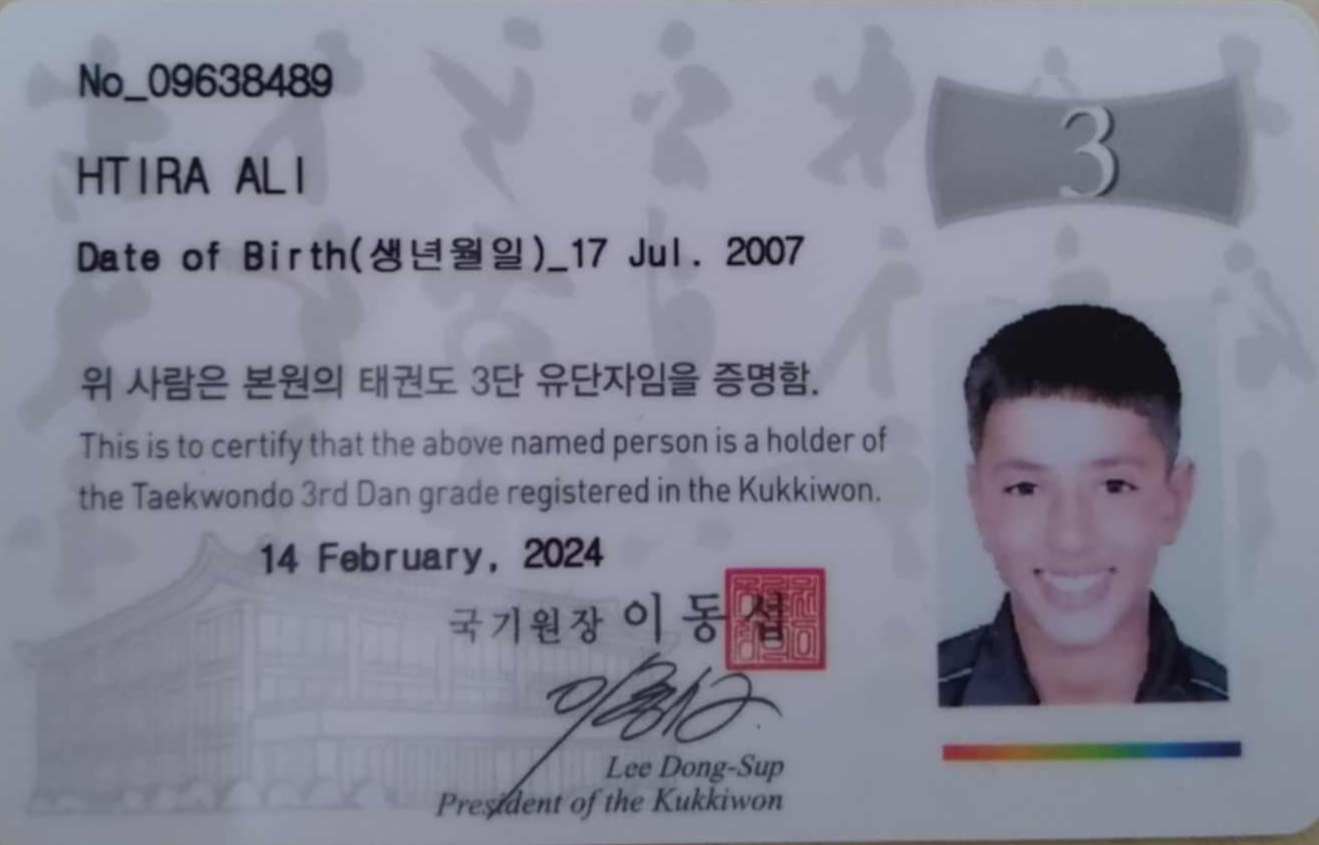 No_09638489
3
HTIRA ALI
Date of Birth(생년월일)_17 Jul. 2007
위 사람은 본원의 태권도 3단 유단자임을 증명함.
This is to certify that the above named person is a holder of
the Taekwondo 3rd Dan grade registered in the Kukkiwon.
14 February, 2024
국기원장 이동섭
Lee Dong-Sup
President of the Kukkiwon